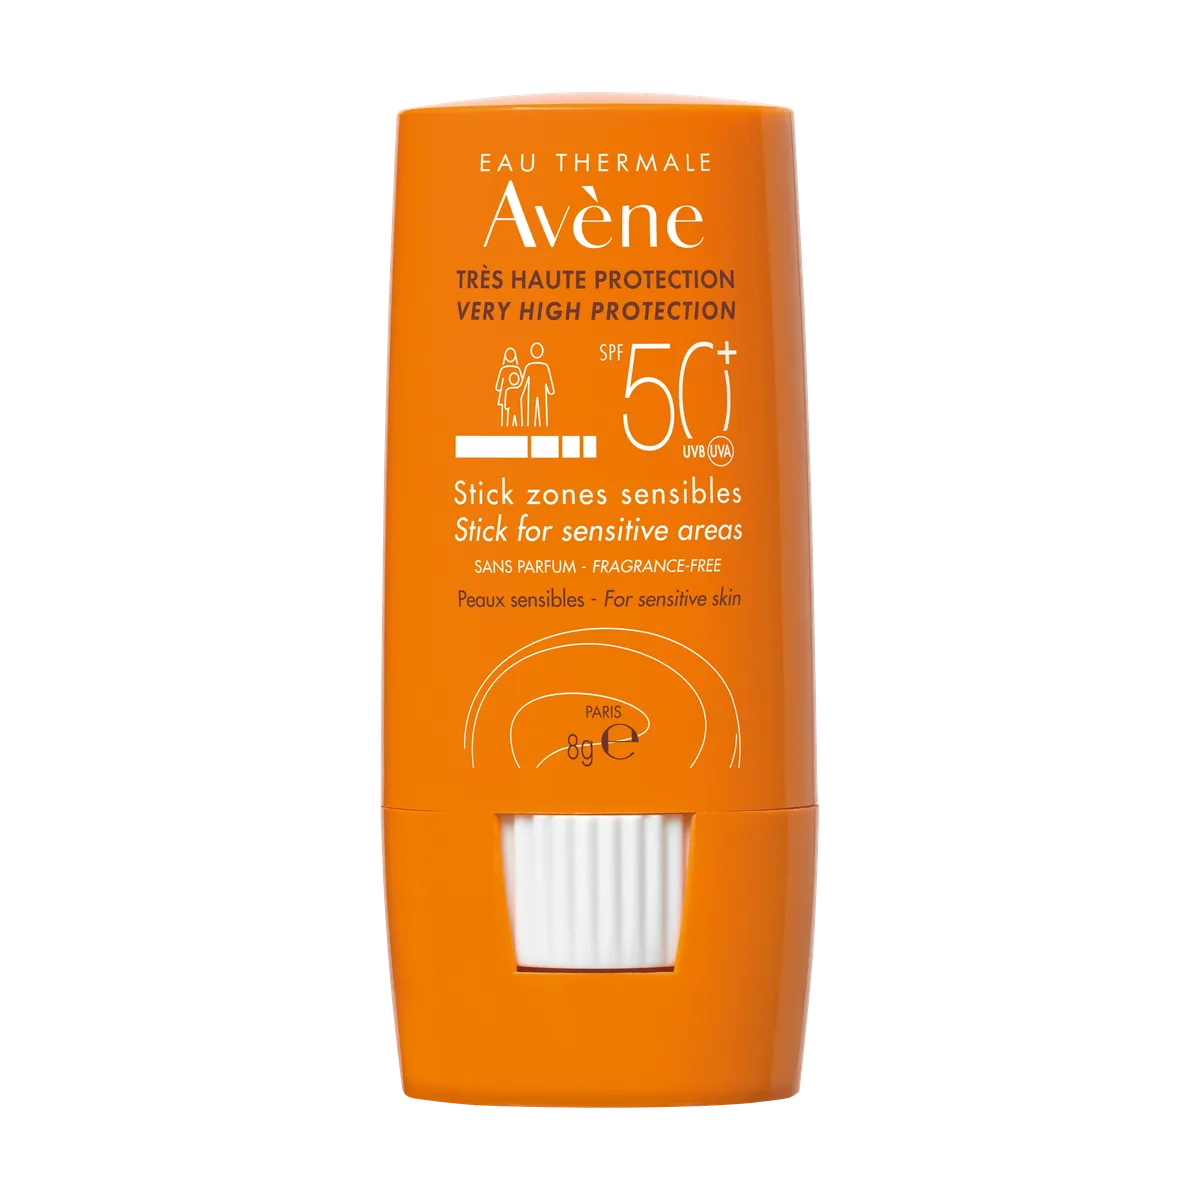 EAU THERMALE
Avène
TRÈS HAUTE PROTECTION
VERY HIGH PROTECTION
SPF 50+
UVB UVA
Stick zones sensibles
Stick for sensitive areas
SANS PARFUM - FRAGRANCE-FREE
Peaux sensibles - For sensitive skin
PARIS
8g ℮